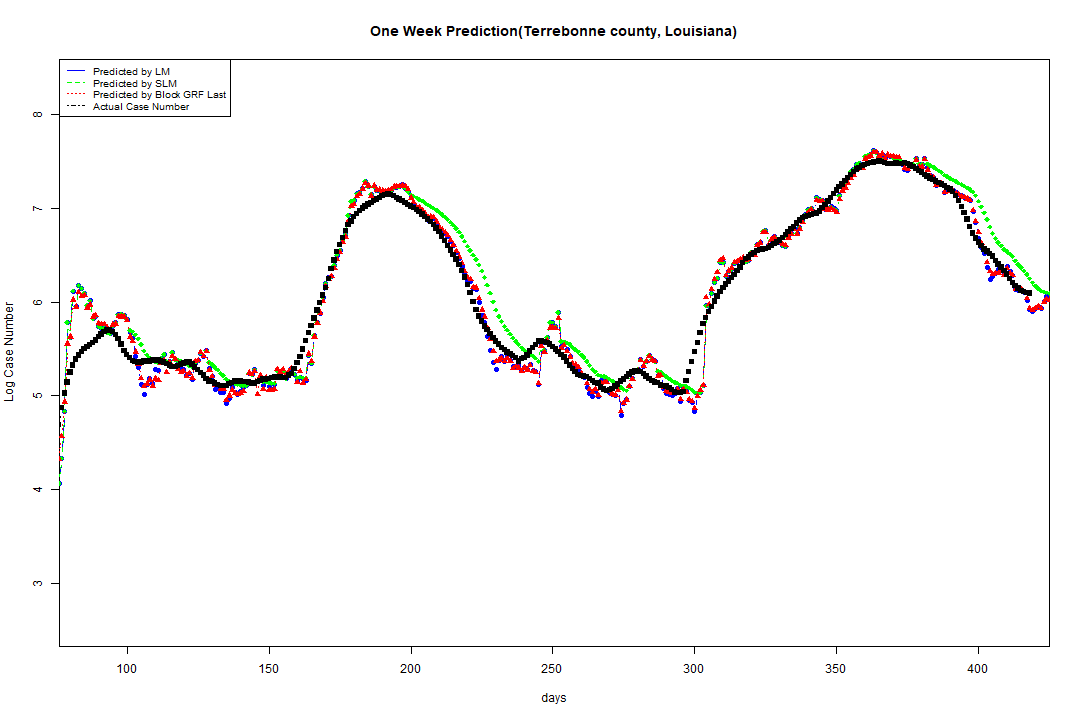 One Week Prediction(Terrebonne county, Louisiana)
Predicted by LM
Predicted by SLM
Predicted by Block GRF Last
Actual Case Number
Log Case Number
8
7
6
5
4
3
100 150 200 250 300 350 400
days